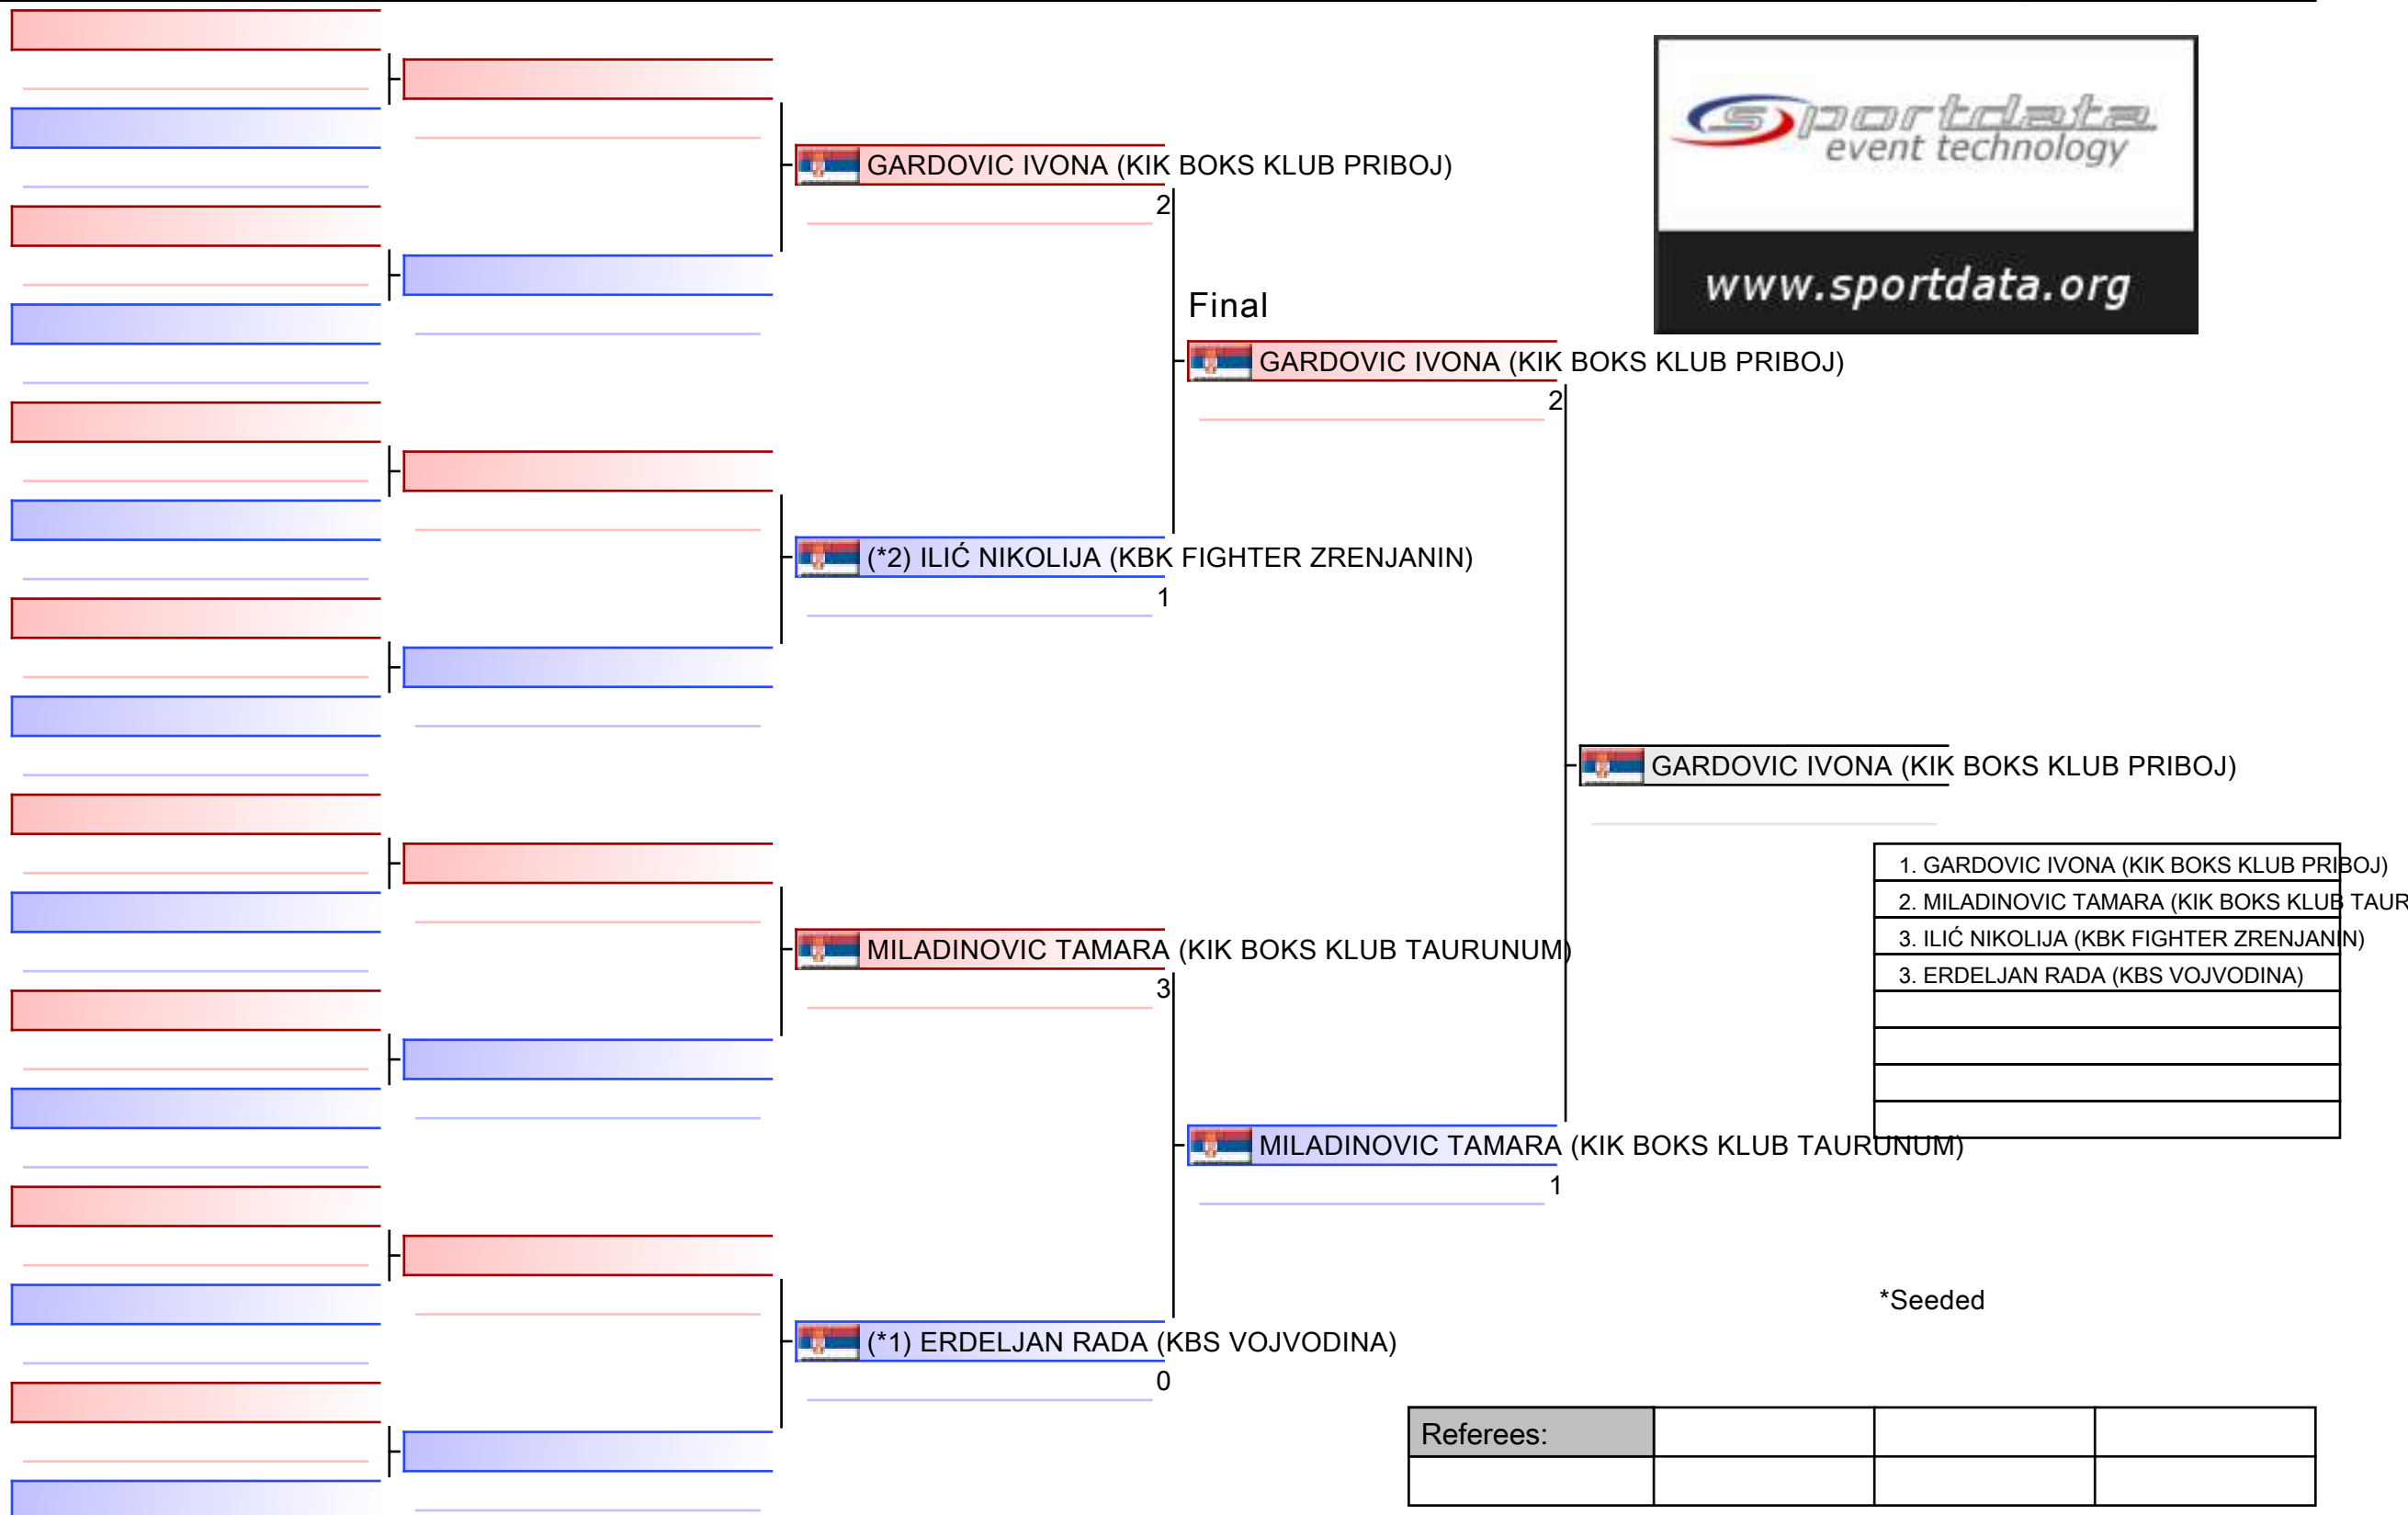 sportdata
event technology
www.sportdata.org
GARDOVIC IVONA (KIK BOKS KLUB PRIBOJ)
2
Final
GARDOVIC IVONA (KIK BOKS KLUB PRIBOJ)
2
(*2) ILIĆ NIKOLIJA (KBK FIGHTER ZRENJANIN)
1
GARDOVIC IVONA (KIK BOKS KLUB PRIBOJ)
1. GARDOVIC IVONA (KIK BOKS KLUB PRIBOJ)
2. MILADINOVIC TAMARA (KIK BOKS KLUB TAUR
3. ILIĆ NIKOLIJA (KBK FIGHTER ZRENJANIN)
3. ERDELJAN RADA (KBS VOJVODINA)
MILADINOVIC TAMARA (KIK BOKS KLUB TAURUNUM)
3
MILADINOVIC TAMARA (KIK BOKS KLUB TAURUNUM)
1
*Seeded
(*1) ERDELJAN RADA (KBS VOJVODINA)
0
Referees: